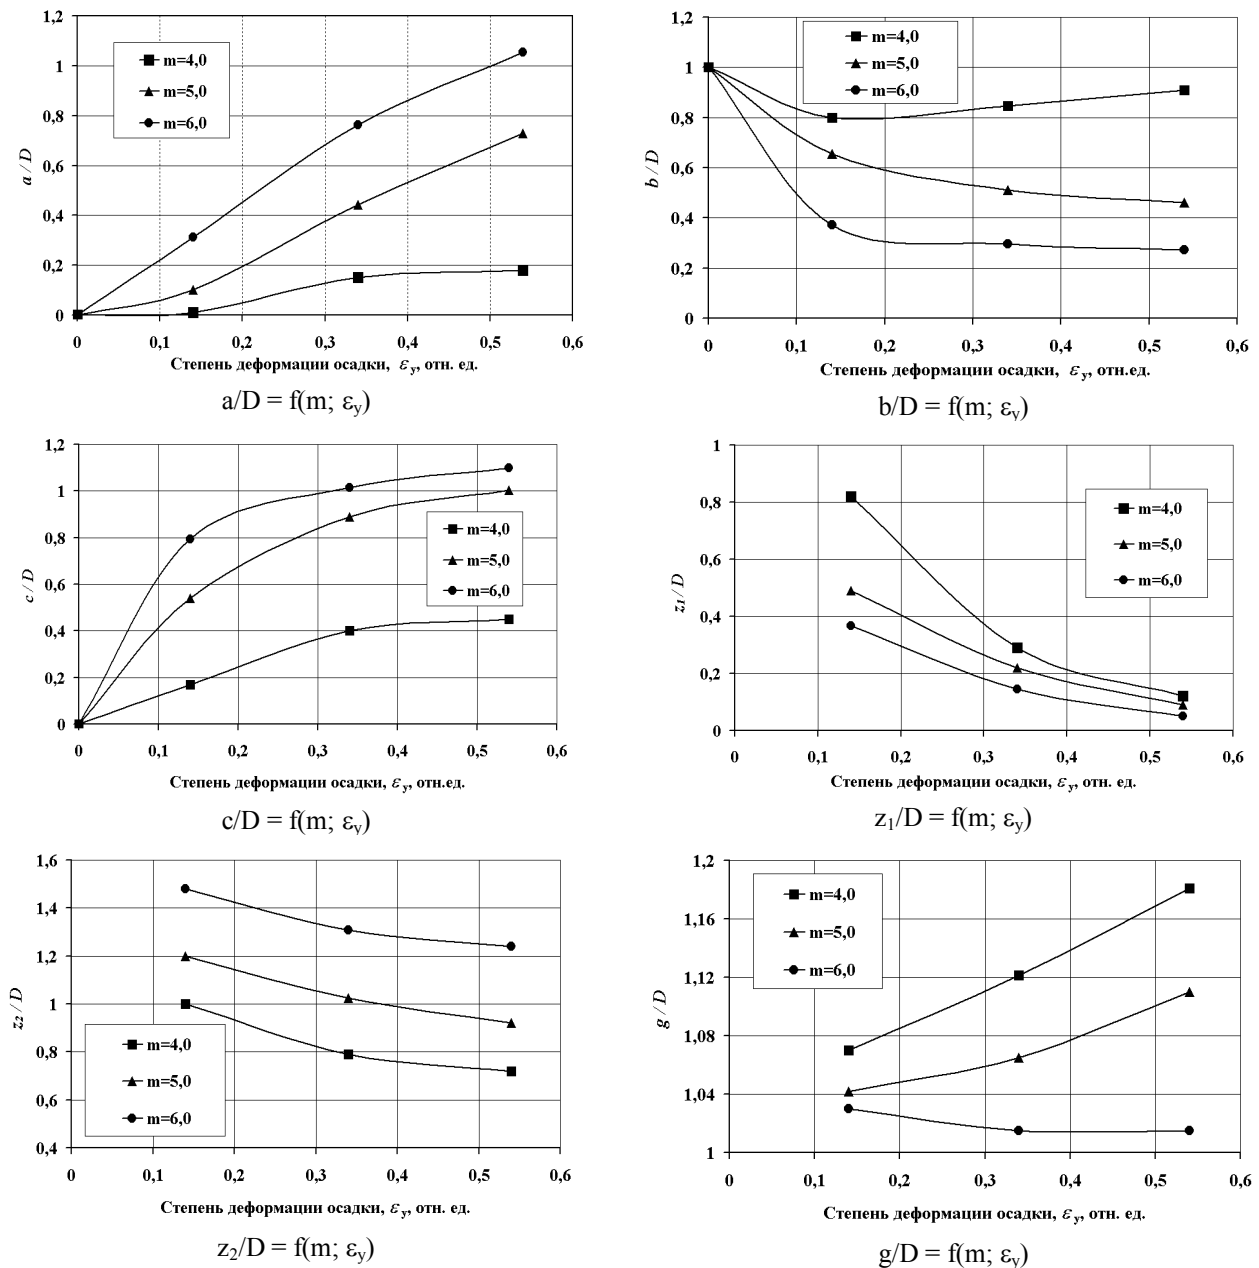 1,2
1
0,8
0,6
0,4
0,2
0
a / D
m=4,0
m=5,0
m=6,0
0 0,1 0,2 0,3 0,4 0,5 0,6
Степень деформации осадки, εy, отн. ед.
a/D = f(m; εy)
1,2
1
0,8
0,6
0,4
0,2
0
b / D
m=4,0
m=5,0
m=6,0
0 0,1 0,2 0,3 0,4 0,5 0,6
Степень деформации осадки, εy, отн.ед.
b/D = f(m; εy)
1,2
1
0,8
0,6
0,4
0,2
0
c / D
m=4,0
m=5,0
m=6,0
0 0,1 0,2 0,3 0,4 0,5 0,6
Степень деформации осадки, εy, отн.ед.
c/D = f(m; εy)
1
0,8
0,6
0,4
0,2
0
z1 / D
m=4,0
m=5,0
m=6,0
0 0,1 0,2 0,3 0,4 0,5 0,6
Степень деформации осадки, εy, отн.ед.
z1/D = f(m; εy)
1,6
1,4
1,2
1
0,8
0,6
0,4
z2 / D
m=4,0
m=5,0
m=6,0
0 0,1 0,2 0,3 0,4 0,5 0,6
Степень деформации осадки, εy, отн. ед.
z2/D = f(m; εy)
1,2
1,16
1,12
1,08
1,04
1
g / D
m=4,0
m=5,0
m=6,0
0 0,1 0,2 0,3 0,4 0,5 0,6
Степень деформации осадки, εy, отн. ед.
g/D = f(m; εy)